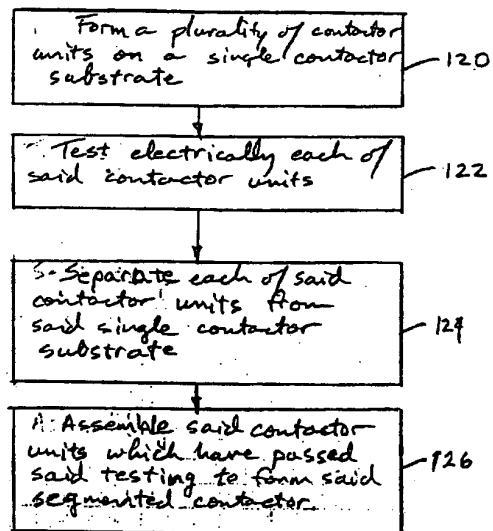 Form a plurality of contactor
units on a single contactor
substrate
120
Test electrically each of
said contactor units
122
Separate each of said
contactor units from
said single contactor
substrate
124
Assemble said contactor
units which have passed
said testing to form said
segmented contactor.
126